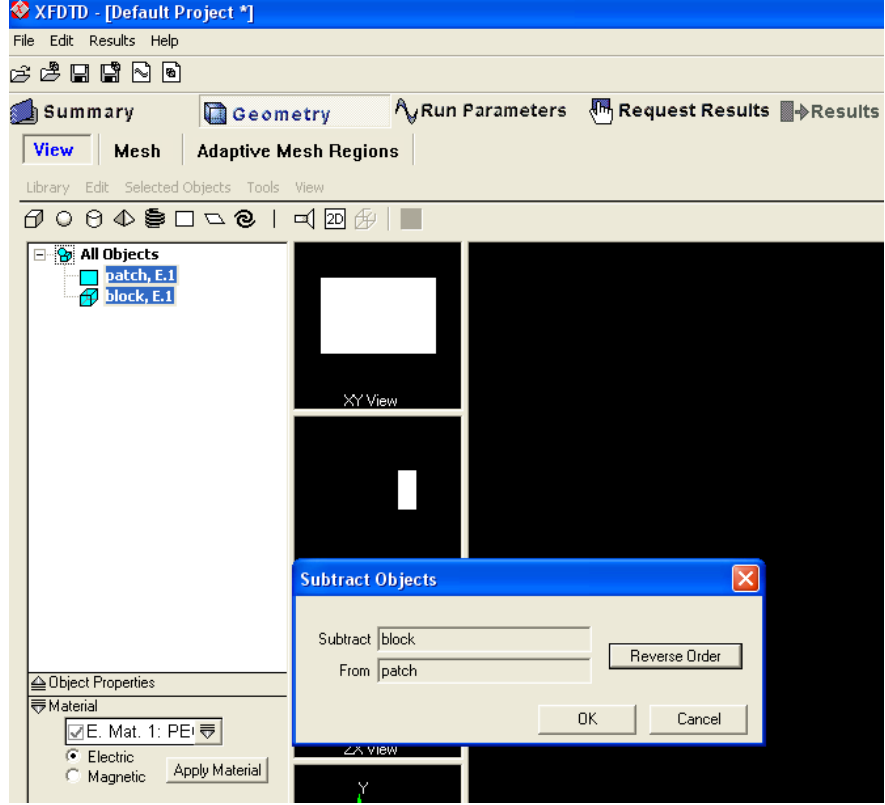 XFDTD - [Default Project *]
File Edit Results Help
Summary Geometry Run Parameters Request Results Results
View Mesh Adaptive Mesh Regions
Library Edit Selected Objects Tools View
2D
All Objects
patch, E.1
block, E.1
XY View
Subtract Objects
Subtract block
From patch
Reverse Order
OK Cancel
Object Properties
Material
E. Mat. 1: PE
Electric
Magnetic
Apply Material
ZX View
Y